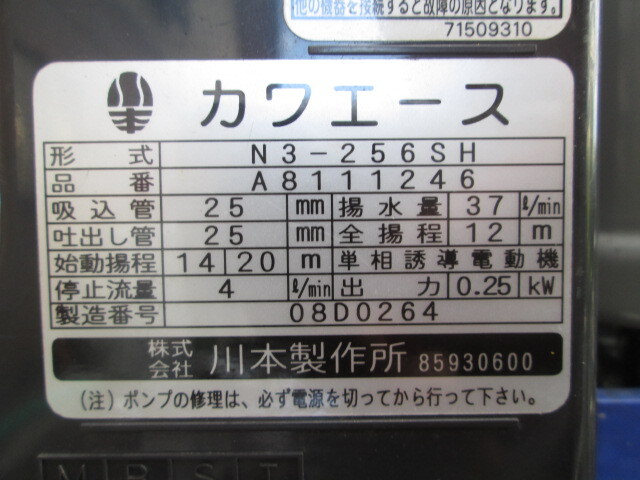 他の機器を接続すると故障の原因となります。
71509310
カワエース
形式 N3-256SH
品番 A8111246
吸込管 25 mm 揚水量 37 ℓ/min
吐出し管 25 mm 全揚程 12 m
始動揚程 14 20 m 単相誘導電動機
停止流量 4 ℓ/min 出力 0.25 kW
製造番号 08D0264
株式会社 川本製作所 85930600
(注) ポンプの修理は、必ず電源を切ってから行って下さい。
M R S T